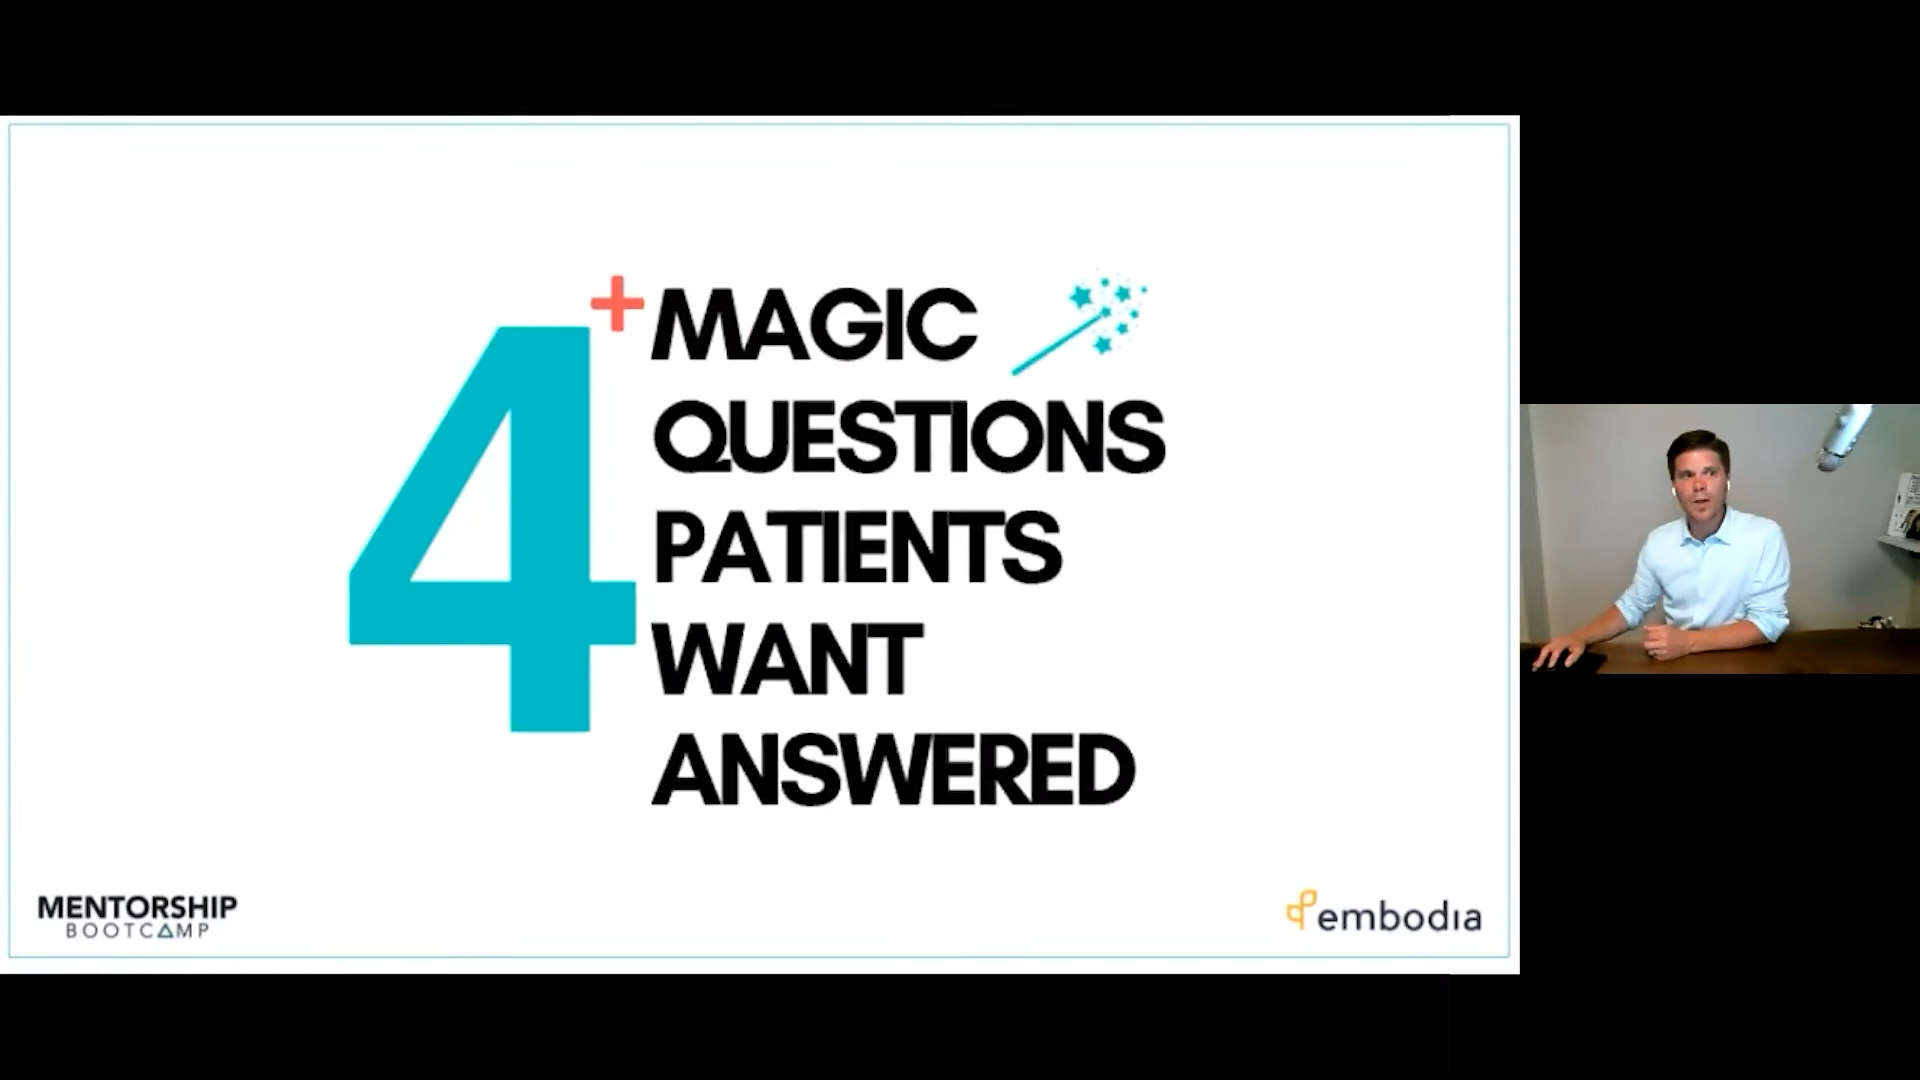 4+
MAGIC
QUESTIONS
PATIENTS
WANT
ANSWERED
MENTORSHIP
BOOTCAMP
embodia